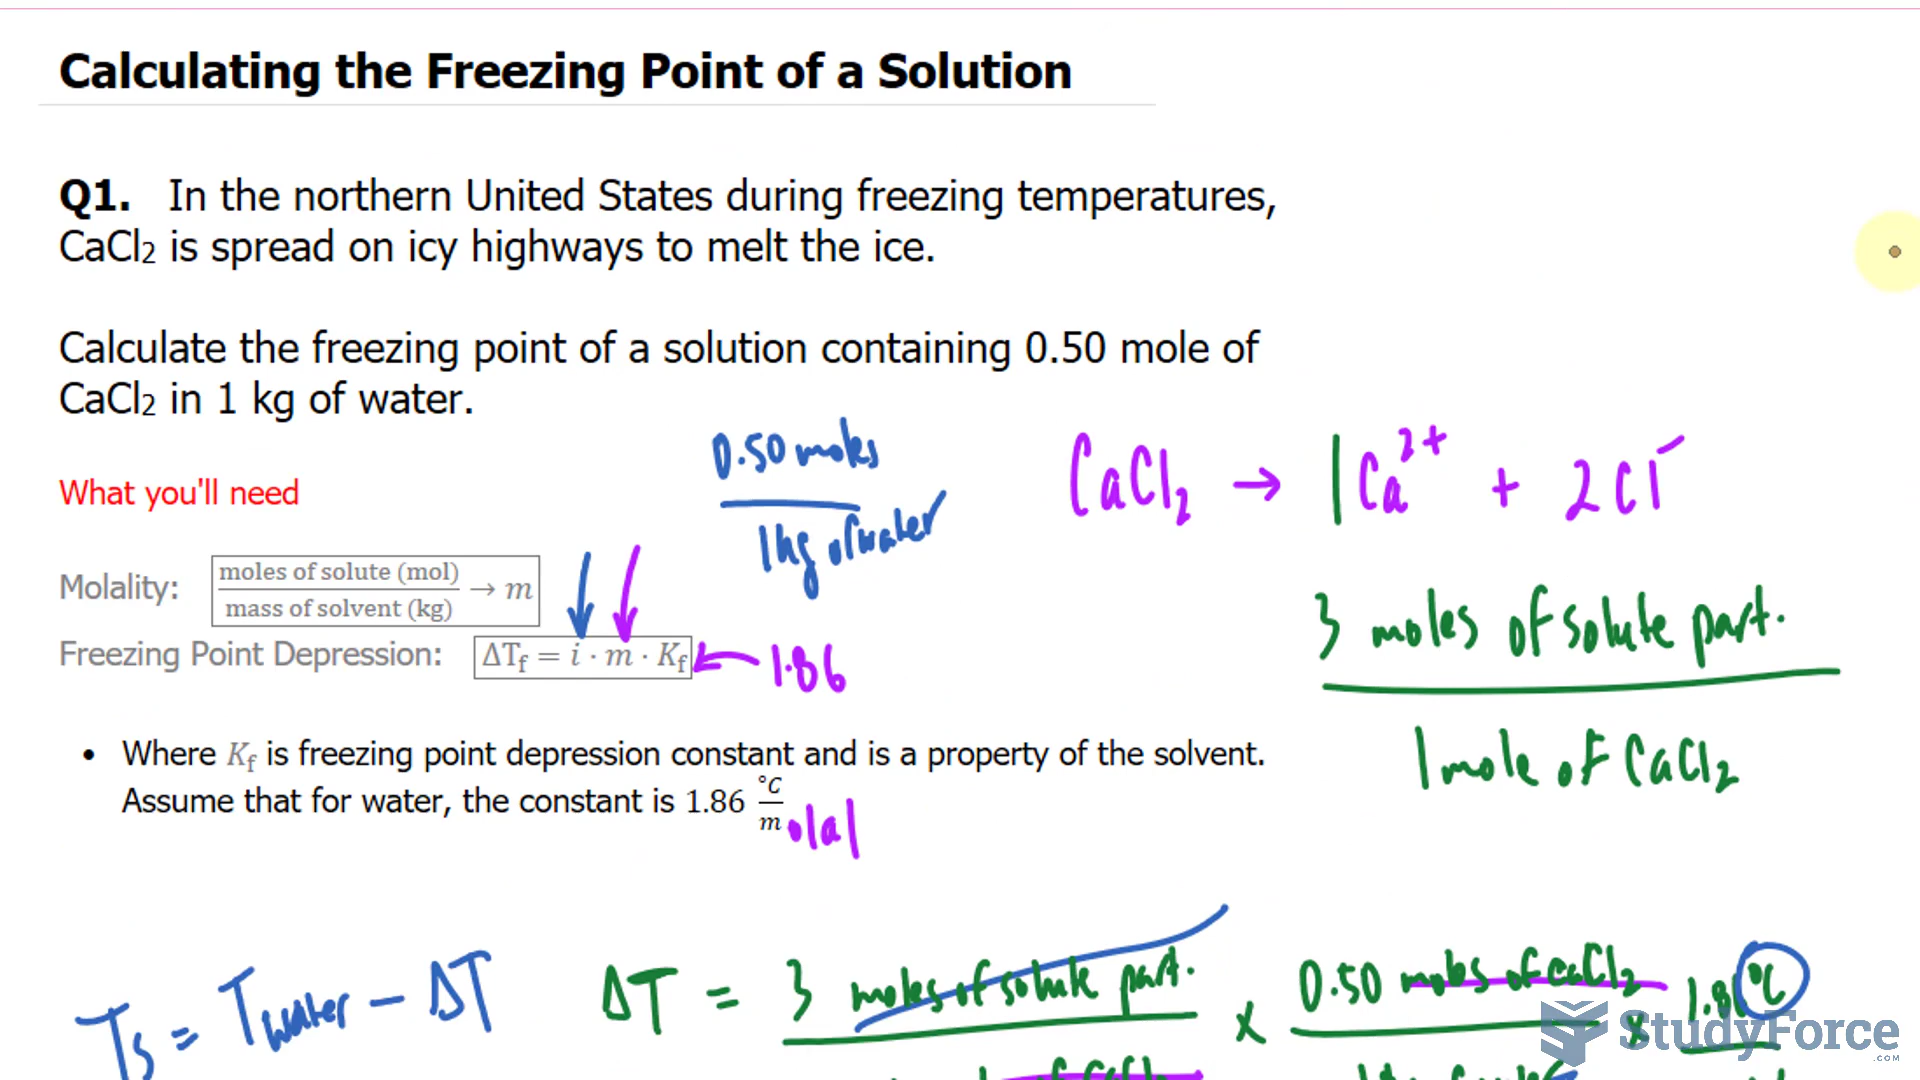 Calculating the Freezing Point of a Solution
Q1. In the northern United States during freezing temperatures,
CaCl₂ is spread on icy highways to melt the ice.
Calculate the freezing point of a solution containing 0.50 mole of
CaCl₂ in 1 kg of water.
0.50 moles
1kg of water
CaCl₂ → 1Ca²⁺ + 2Cl⁻
What you'll need
Molality: moles of solute (mol) / mass of solvent (kg) → m
3 moles of solute part.
1 mole of CaCl₂
Freezing Point Depression: ΔT_f = i · m · K_f
1.86
• Where K_f is freezing point depression constant and is a property of the solvent.
Assume that for water, the constant is 1.86 °C/m
olal
Ts = Twater − ΔT
ΔT = 3 moles of solute part. x 0.50 moles of CaCl₂ x 1.86 °C
CaCl₂
StudyForce
.COM